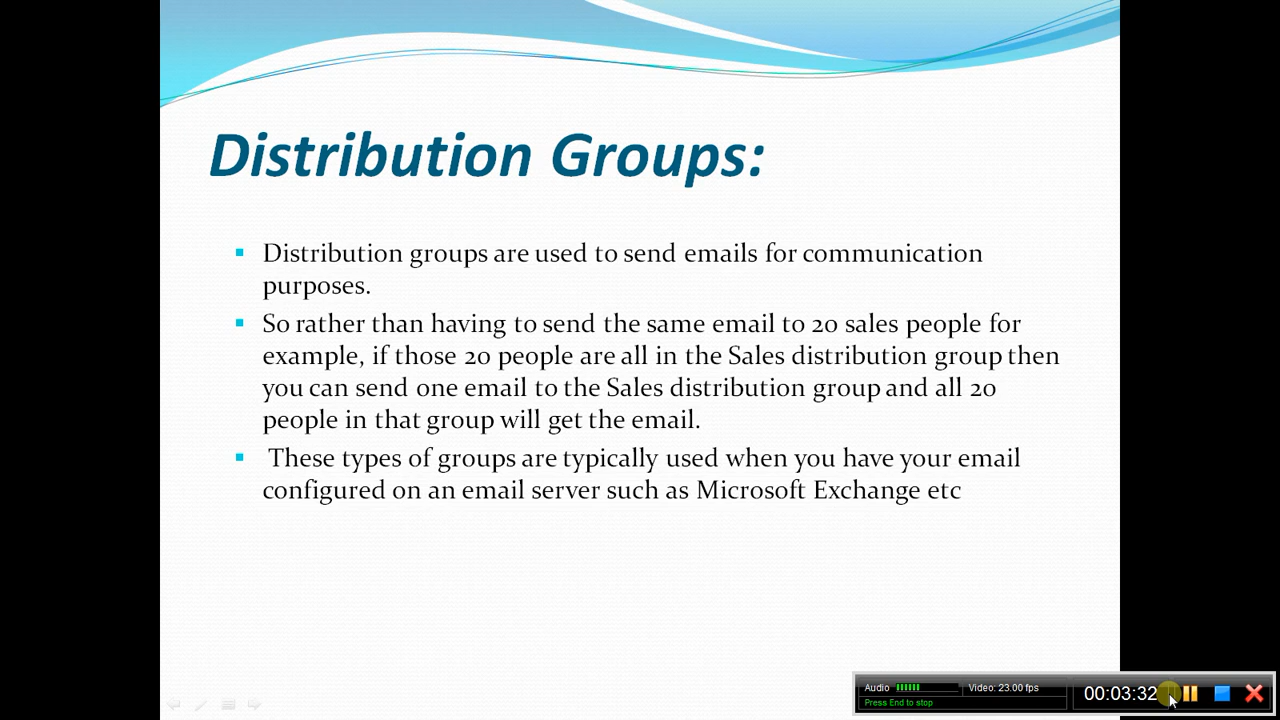 Distribution Groups:
Distribution groups are used to send emails for communication
purposes.
So rather than having to send the same email to 20 sales people for
example, if those 20 people are all in the Sales distribution group then
you can send one email to the Sales distribution group and all 20
people in that group will get the email.
These types of groups are typically used when you have your email
configured on an email server such as Microsoft Exchange etc
Audio Video: 23.00 fps
Press End to stop
00:03:32